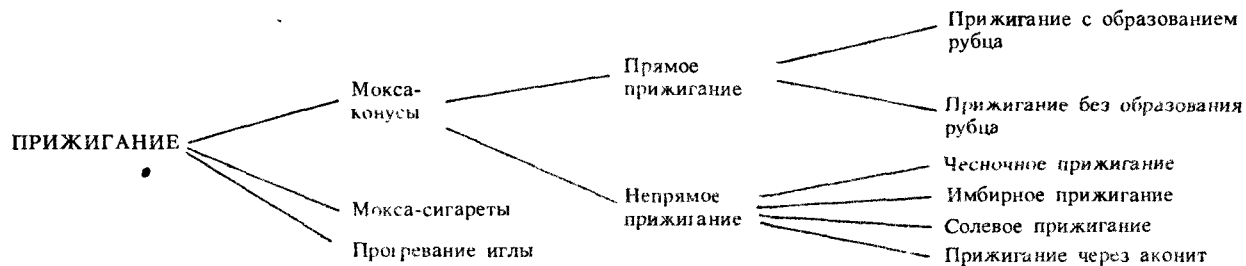 ПРИЖИГАНИЕ
Мокса-
конусы
Мокса-сигареты
Прогревание иглы
Прямое
прижигание
Непрямое
прижигание
Прижигание с образованием
рубца
Прижигание без образования
рубца
Чесночное прижигание
Имбирное прижигание
Солевое прижигание
Прижигание через аконит